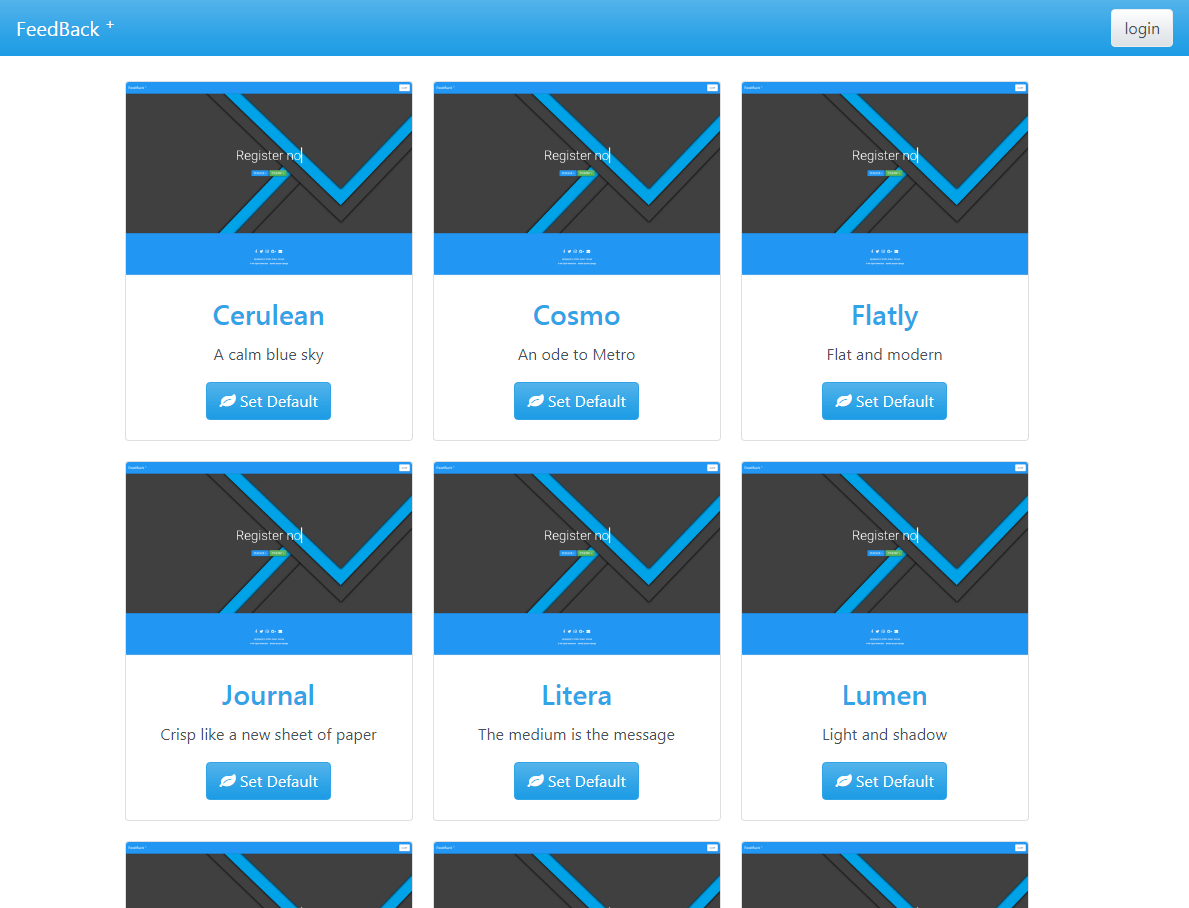 FeedBack +
login
Register no
Register no
Register no
Cerulean
Cosmo
Flatly
A calm blue sky
An ode to Metro
Flat and modern
Set Default
Set Default
Set Default
Register no
Register no
Register no
Journal
Litera
Lumen
Crisp like a new sheet of paper
The medium is the message
Light and shadow
Set Default
Set Default
Set Default